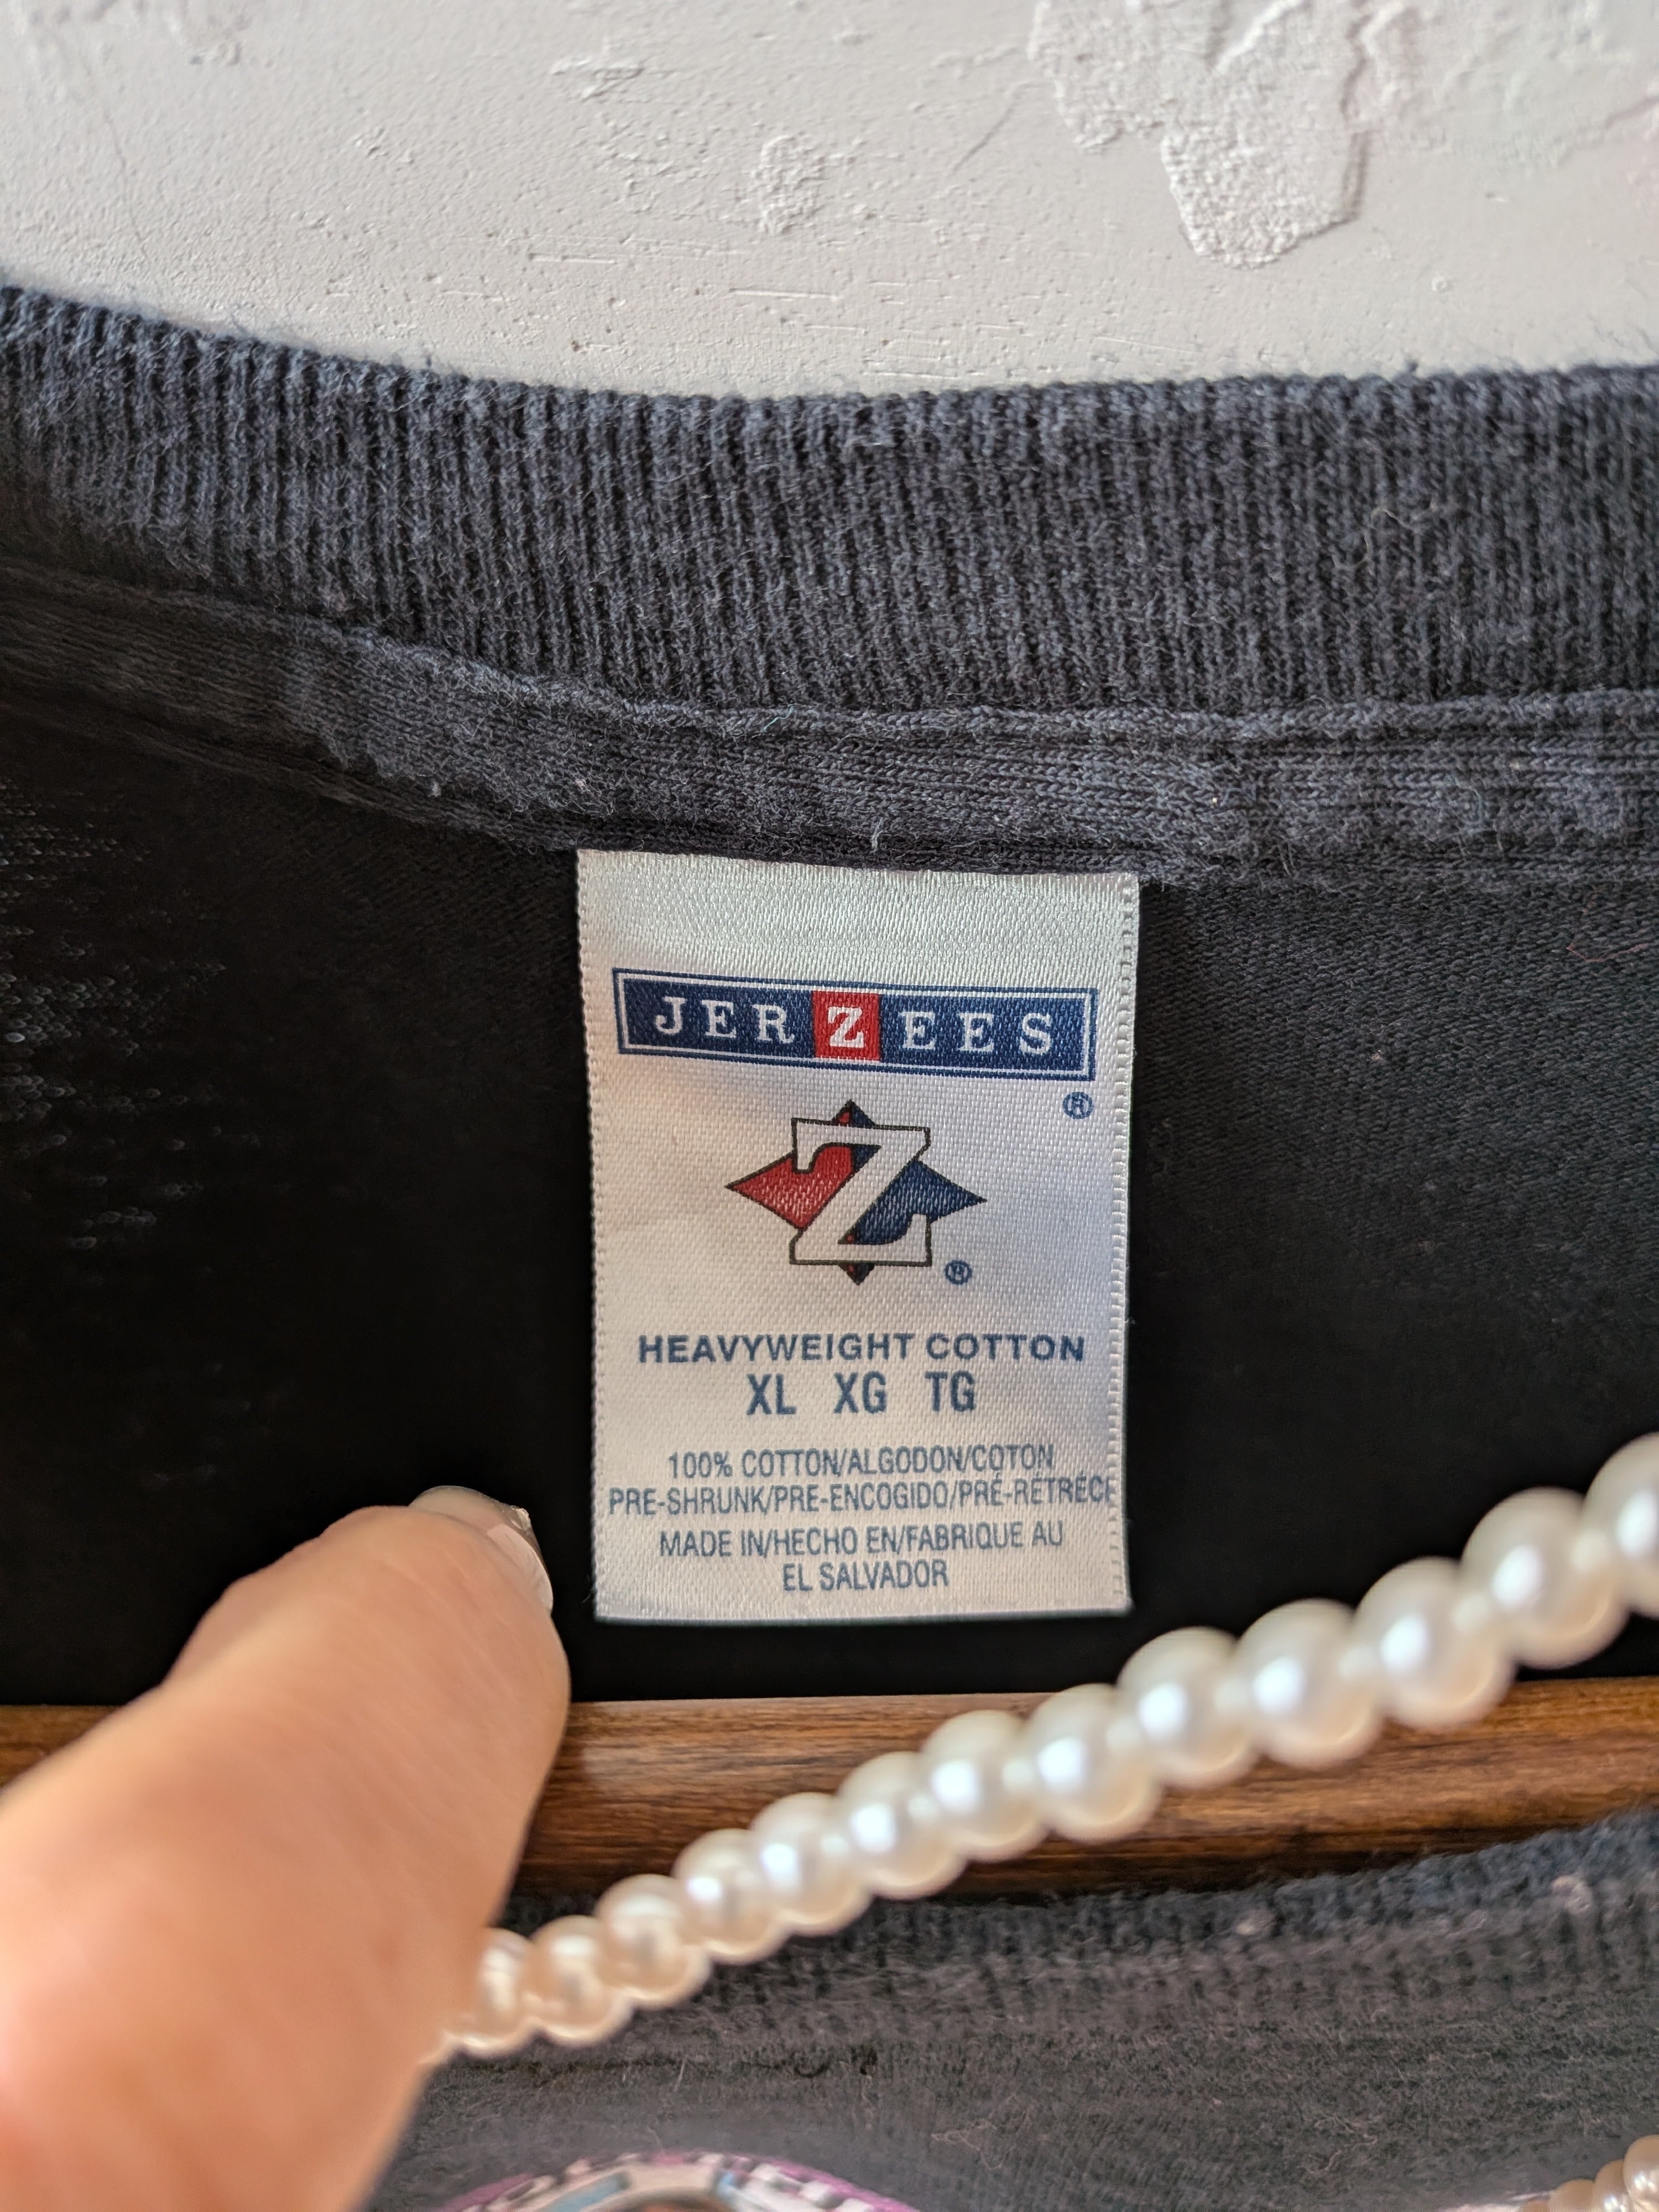 JERZEES
®
Z
®
HEAVYWEIGHT COTTON
XL XG TG
100% COTTON/ALGODON/COTON
PRE-SHRUNK/PRE-ENCOGIDO/PRÉ-RÉTRECI
MADE IN/HECHO EN/FABRIQUE AU
EL SALVADOR